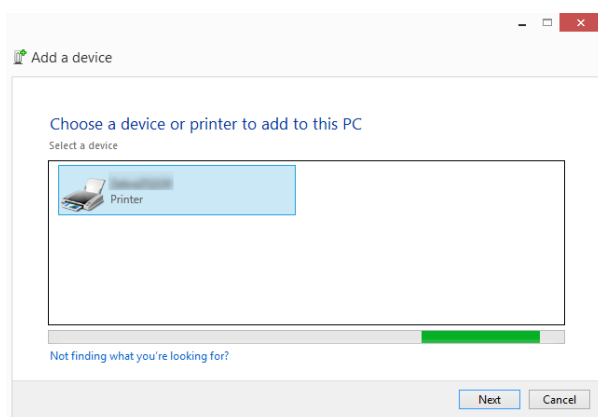 Add a device
Choose a device or printer to add to this PC
Select a device
Printer
Not finding what you're looking for?
Next
Cancel